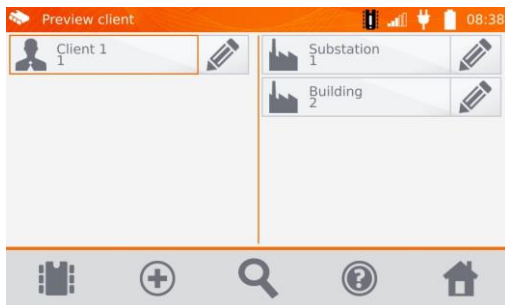 Preview client
08:38
Client 1
1
Substation
1
Building
2